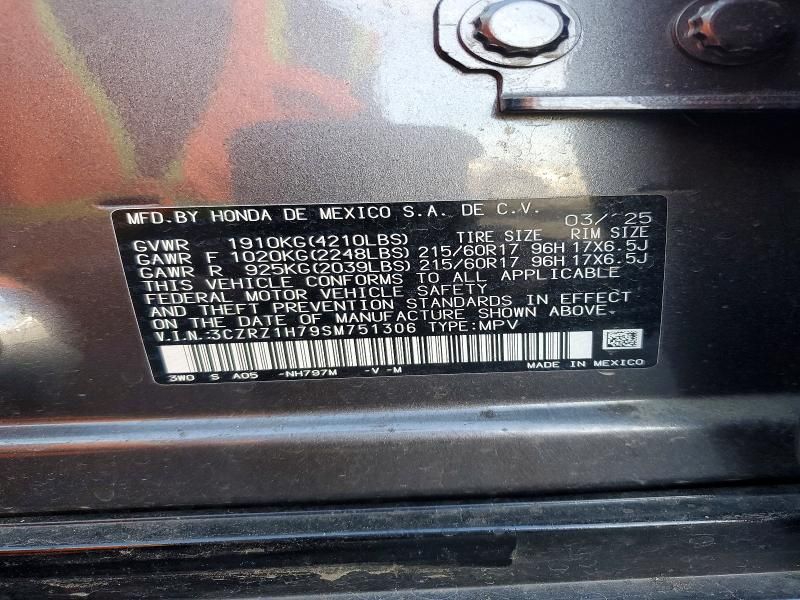 MFD.BY HONDA DE MEXICO S.A. DE C.V. 03/ 25
GVWR 1910KG(4210LBS) TIRE SIZE RIM SIZE
GAWR F 1020KG(2248LBS) 215/60R17 96H 17X6.5J
GAWR R 925KG(2039LBS) 215/60R17 96H 17X6.5J
THIS VEHICLE CONFORMS TO ALL APPLICABLE
FEDERAL MOTOR VEHICLE SAFETY
AND THEFT PREVENTION STANDARDS IN EFFECT
ON THE DATE OF MANUFACTURE SHOWN ABOVE.
V.I.N.:3CZRZ1H79SM751306 TYPE:MPV
3W0 S A05 -NH797M -V -M MADE IN MEXICO